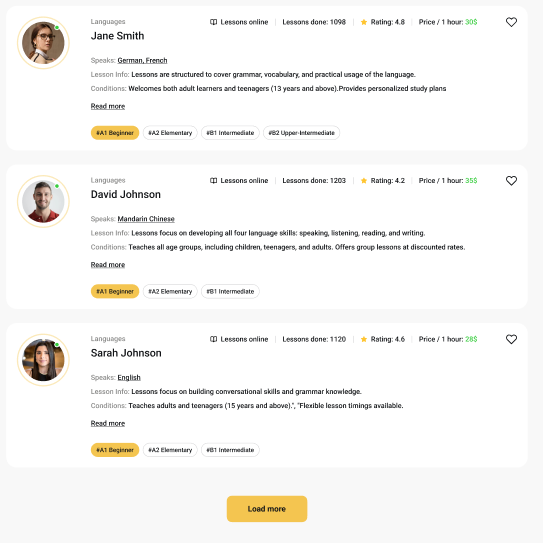 Languages Lessons online Lessons done: 1098 Rating: 4.8 Price / 1 hour: 30$
Jane Smith
Speaks: German, French
Lesson Info: Lessons are structured to cover grammar, vocabulary, and practical usage of the language.
Conditions: Welcomes both adult learners and teenagers (13 years and above).Provides personalized study plans
Read more
#A1 Beginner #A2 Elementary #B1 Intermediate #B2 Upper-Intermediate
Languages Lessons online Lessons done: 1203 Rating: 4.2 Price / 1 hour: 35$
David Johnson
Speaks: Mandarin Chinese
Lesson Info: Lessons focus on developing all four language skills: speaking, listening, reading, and writing.
Conditions: Teaches all age groups, including children, teenagers, and adults. Offers group lessons at discounted rates.
Read more
#A1 Beginner #A2 Elementary #B1 Intermediate
Languages Lessons online Lessons done: 1120 Rating: 4.6 Price / 1 hour: 28$
Sarah Johnson
Speaks: English
Lesson Info: Lessons focus on building conversational skills and grammar knowledge.
Conditions: Teaches adults and teenagers (15 years and above).", "Flexible lesson timings available.
Read more
#A1 Beginner #A2 Elementary #B1 Intermediate
Load more